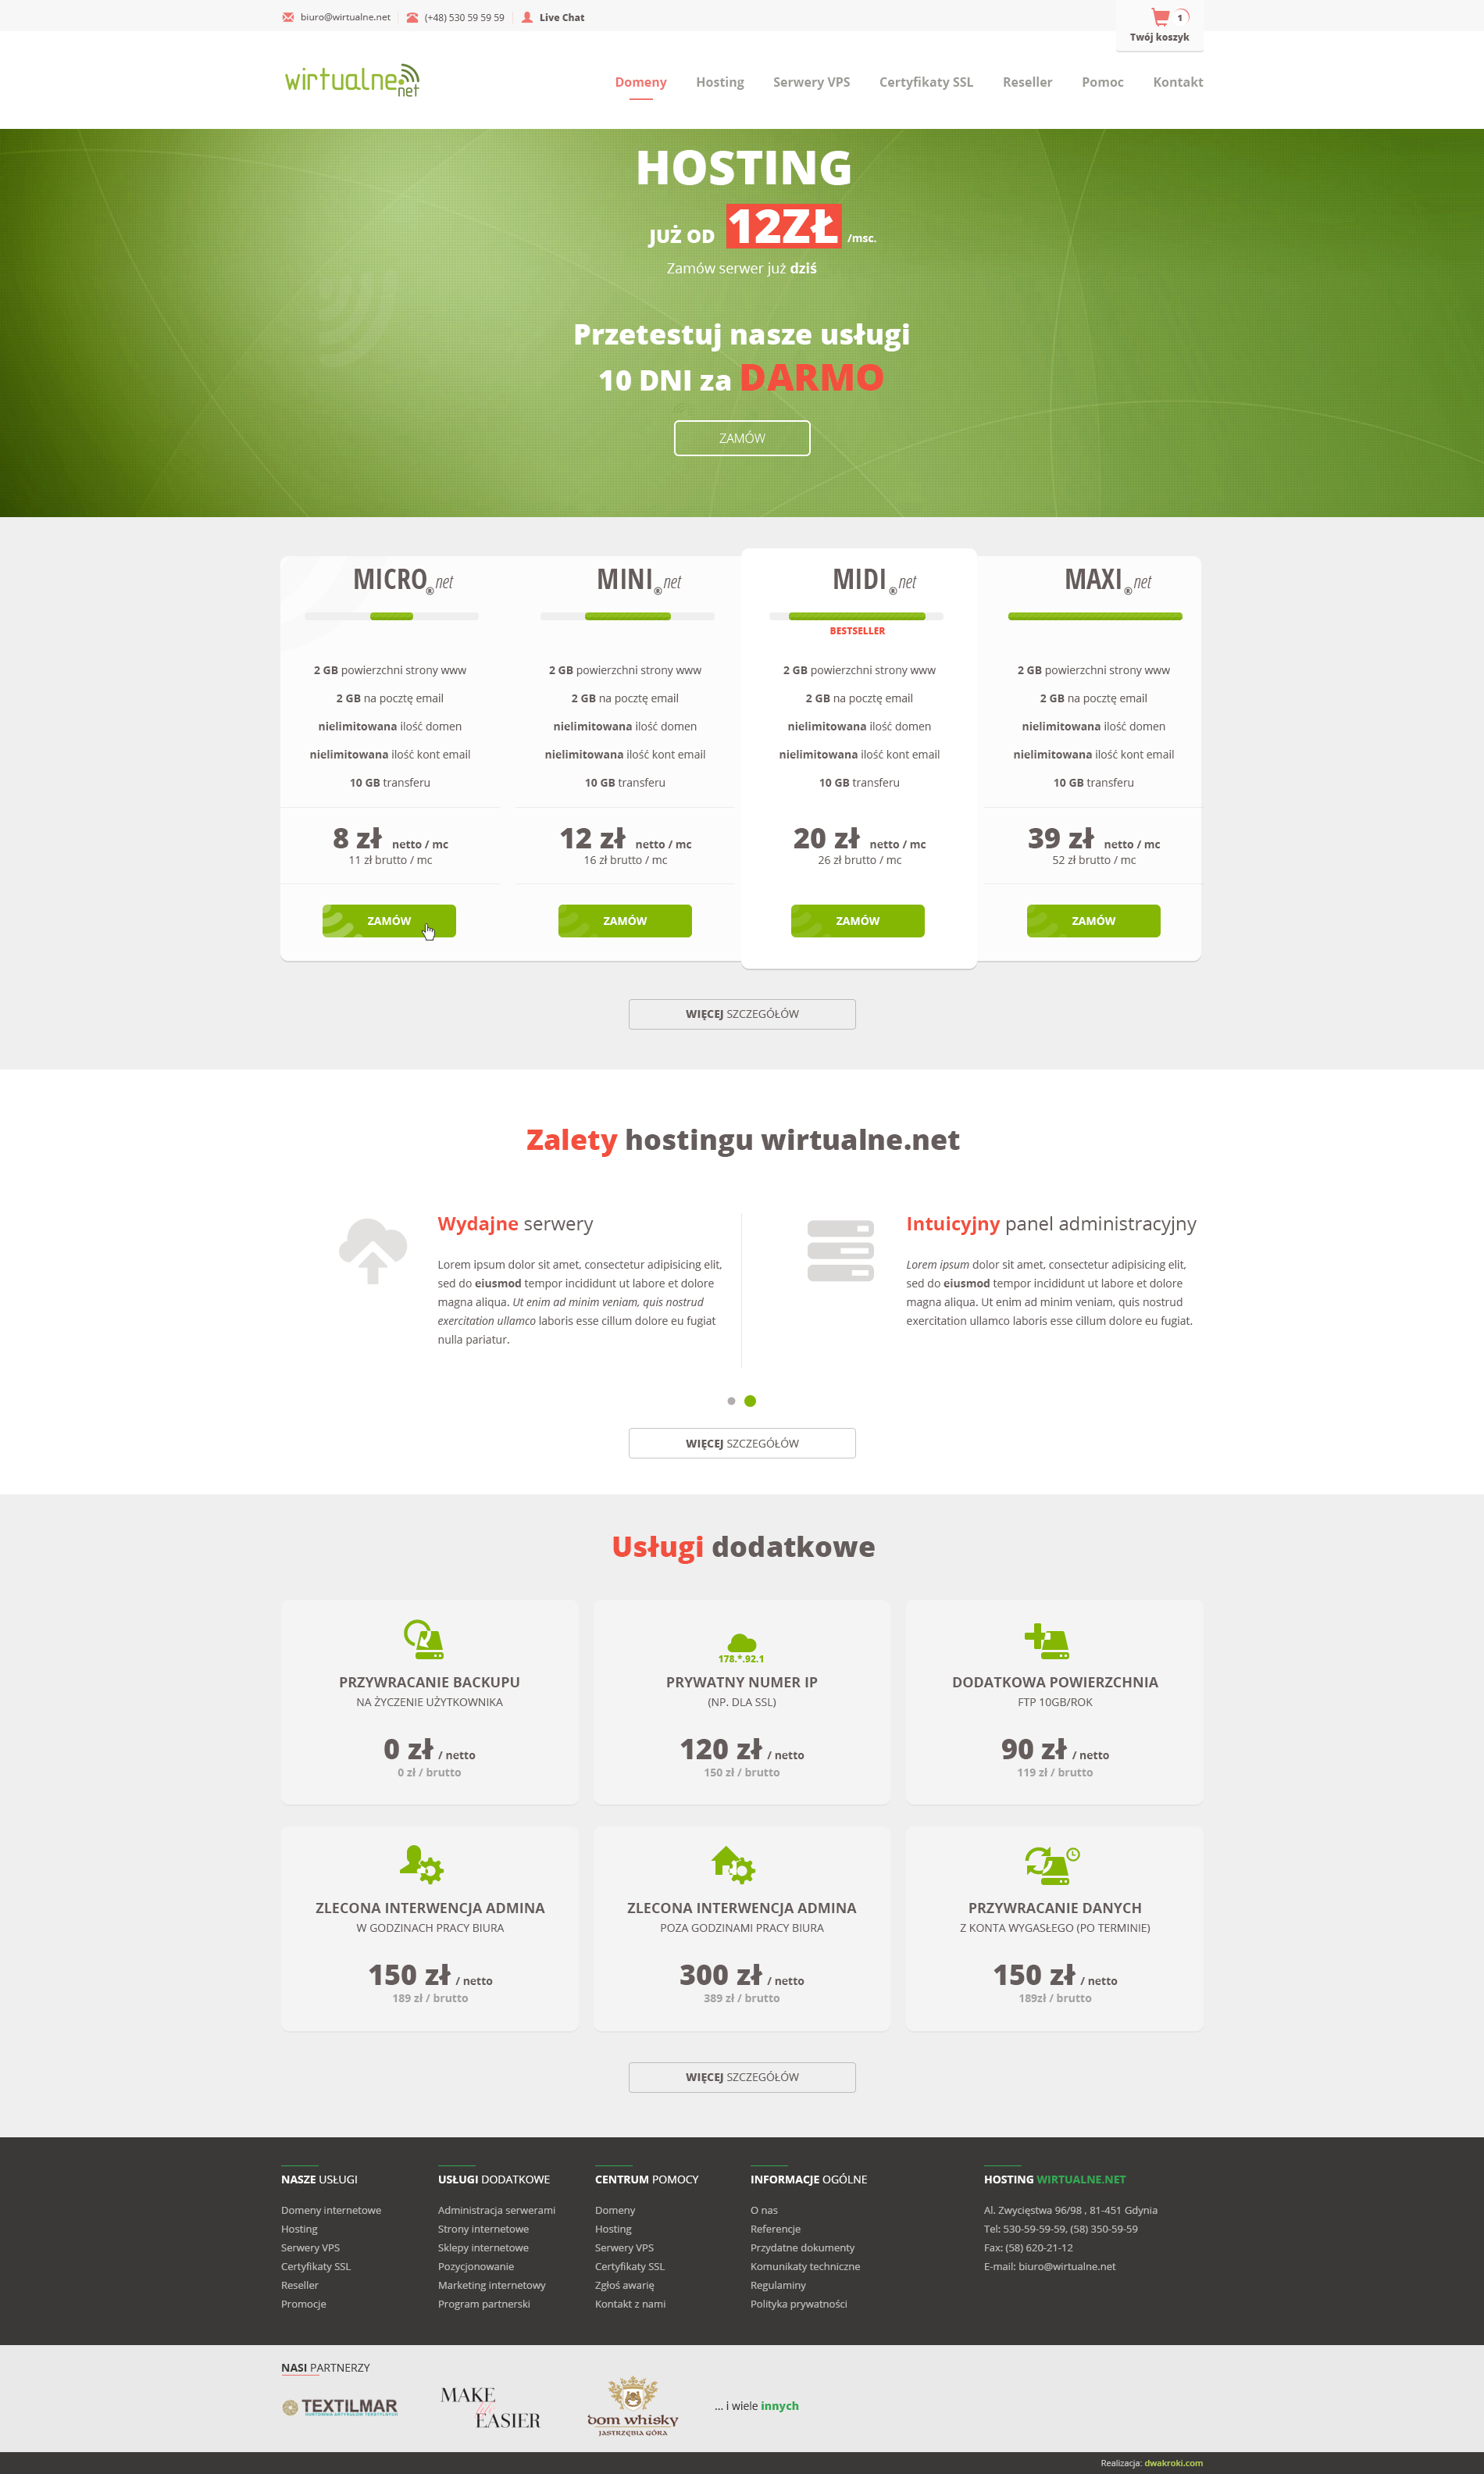 biuro@wirtualne.net (+48) 530 59 59 59 Live Chat 1
Twój koszyk
wirtualne.net Domeny Hosting Serwery VPS Certyfikaty SSL Reseller Pomoc Kontakt
HOSTING
JUŻ OD 12ZŁ /msc.
Zamów serwer już dziś
Przetestuj nasze usługi
10 DNI za DARMO
ZAMÓW
MICRO®net
2 GB powierzchni strony www
2 GB na pocztę email
nielimitowana ilość domen
nielimitowana ilość kont email
10 GB transferu
8 zł netto / mc
11 zł brutto / mc
ZAMÓW
MINI®net
2 GB powierzchni strony www
2 GB na pocztę email
nielimitowana ilość domen
nielimitowana ilość kont email
10 GB transferu
12 zł netto / mc
16 zł brutto / mc
ZAMÓW
MIDI®net
BESTSELLER
2 GB powierzchni strony www
2 GB na pocztę email
nielimitowana ilość domen
nielimitowana ilość kont email
10 GB transferu
20 zł netto / mc
26 zł brutto / mc
ZAMÓW
MAXI®net
2 GB powierzchni strony www
2 GB na pocztę email
nielimitowana ilość domen
nielimitowana ilość kont email
10 GB transferu
39 zł netto / mc
52 zł brutto / mc
ZAMÓW
WIĘCEJ SZCZEGÓŁÓW
Zalety hostingu wirtualne.net
Wydajne serwery
Lorem ipsum dolor sit amet, consectetur adipisicing elit,
sed do eiusmod tempor incididunt ut labore et dolore
magna aliqua. Ut enim ad minim veniam, quis nostrud
exercitation ullamco laboris esse cillum dolore eu fugiat
nulla pariatur.
Intuicyjny panel administracyjny
Lorem ipsum dolor sit amet, consectetur adipisicing elit,
sed do eiusmod tempor incididunt ut labore et dolore
magna aliqua. Ut enim ad minim veniam, quis nostrud
exercitation ullamco laboris esse cillum dolore eu fugiat.
WIĘCEJ SZCZEGÓŁÓW
Usługi dodatkowe
PRZYWRACANIE BACKUPU
NA ŻYCZENIE UŻYTKOWNIKA
0 zł / netto
0 zł / brutto
178.*.92.1
PRYWATNY NUMER IP
(NP. DLA SSL)
120 zł / netto
150 zł / brutto
DODATKOWA POWIERZCHNIA
FTP 10GB/ROK
90 zł / netto
119 zł / brutto
ZLECONA INTERWENCJA ADMINA
W GODZINACH PRACY BIURA
150 zł / netto
189 zł / brutto
ZLECONA INTERWENCJA ADMINA
POZA GODZINAMI PRACY BIURA
300 zł / netto
389 zł / brutto
PRZYWRACANIE DANYCH
Z KONTA WYGASŁEGO (PO TERMINIE)
150 zł / netto
189zł / brutto
WIĘCEJ SZCZEGÓŁÓW
NASZE USŁUGI
Domeny internetowe
Hosting
Serwery VPS
Certyfikaty SSL
Reseller
Promocje
USŁUGI DODATKOWE
Administracja serwerami
Strony internetowe
Sklepy internetowe
Pozycjonowanie
Marketing internetowy
Program partnerski
CENTRUM POMOCY
Domeny
Hosting
Serwery VPS
Certyfikaty SSL
Zgłoś awarię
Kontakt z nami
INFORMACJE OGÓLNE
O nas
Referencje
Przydatne dokumenty
Komunikaty techniczne
Regulaminy
Polityka prywatności
HOSTING WIRTUALNE.NET
Al. Zwycięstwa 96/98 , 81-451 Gdynia
Tel: 530-59-59-59, (58) 350-59-59
Fax: (58) 620-21-12
E-mail: biuro@wirtualne.net
NASI PARTNERZY
TEXTILMAR
HURTOWNIA ARTYKUŁÓW TEKSTYLNYCH
MAKE
EASIER
dom whisky
JASTRZĘBIA GÓRA
... i wiele innych
Realizacja: dwakroki.com